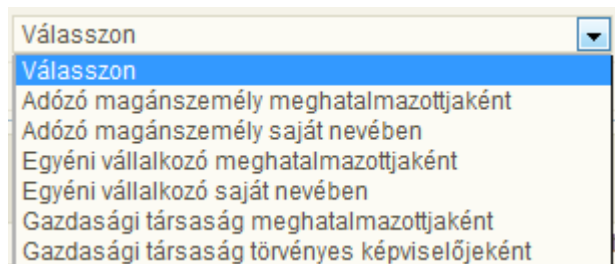 Válasszon
Válasszon
Adózó magánszemély meghatalmazottjaként
Adózó magánszemély saját nevében
Egyéni vállalkozó meghatalmazottjaként
Egyéni vállalkozó saját nevében
Gazdasági társaság meghatalmazottjaként
Gazdasági társaság törvényes képviselőjeként